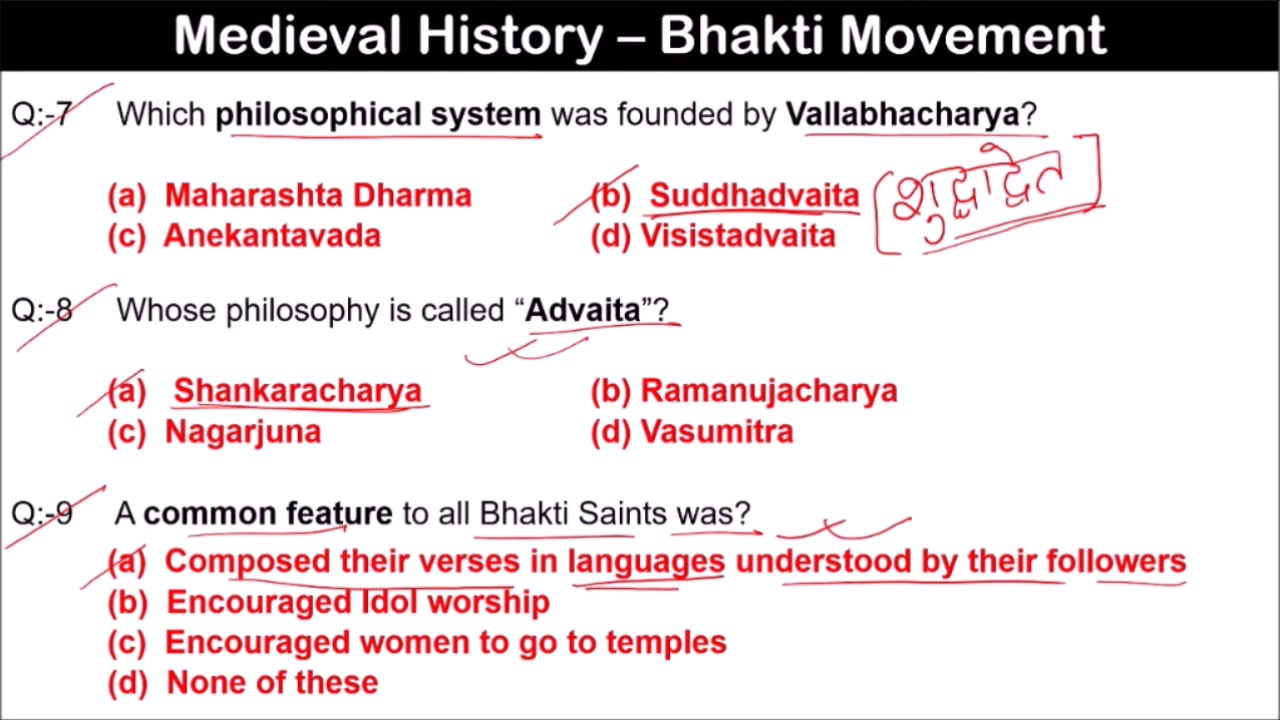 Medieval History – Bhakti Movement
Q:-7 Which philosophical system was founded by Vallabhacharya?
(a) Maharashta Dharma (b) Suddhadvaita (शुद्धाद्वैत)
(c) Anekantavada (d) Visistadvaita
Q:-8 Whose philosophy is called “Advaita”?
(a) Shankaracharya (b) Ramanujacharya
(c) Nagarjuna (d) Vasumitra
Q:-9 A common feature to all Bhakti Saints was?
(a) Composed their verses in languages understood by their followers
(b) Encouraged Idol worship
(c) Encouraged women to go to temples
(d) None of these